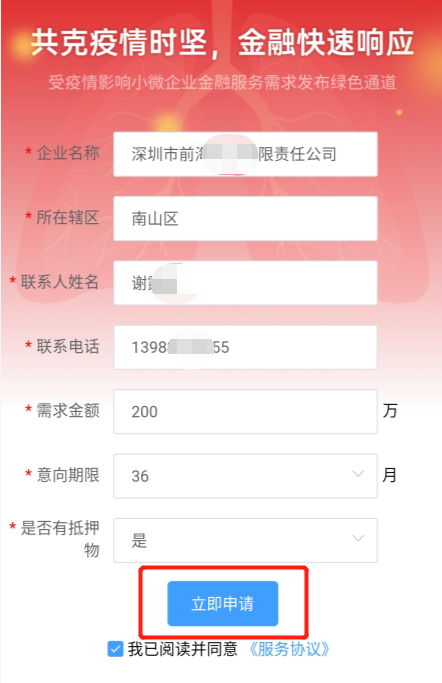 共克疫情时坚，金融快速响应
受疫情影响小微企业金融服务需求发布绿色通道
* 企业名称 深圳市前 限责任公司
* 所在辖区 南山区
* 联系人姓名 谢
* 联系电话 1398 55
* 需求金额 200 万
* 意向期限 36 月
* 是否有抵押
物 是
立即申请
我已阅读并同意 《服务协议》